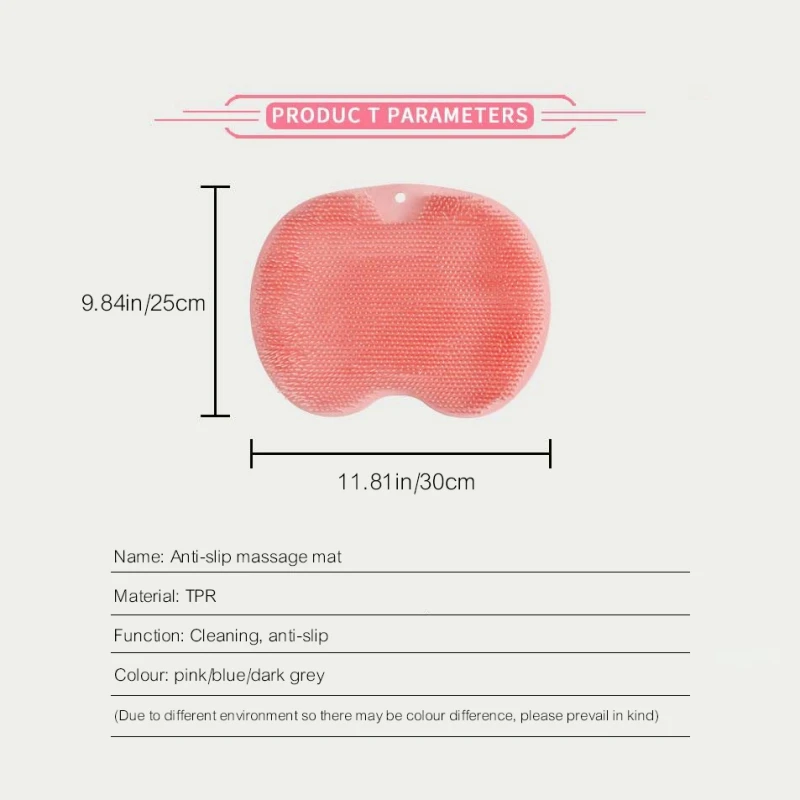 PRODUC T PARAMETERS
9.84in/25cm
11.81in/30cm
Name: Anti-slip massage mat
Material: TPR
Function: Cleaning, anti-slip
Colour: pink/blue/dark grey
(Due to different environment so there may be colour difference, please prevail in kind)